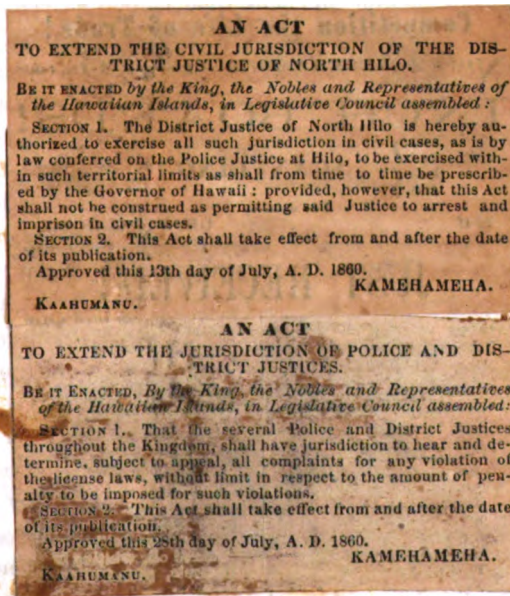 AN ACT
TO EXTEND THE CIVIL JURISDICTION OF THE DIS-
TRICT JUSTICE OF NORTH HILO.
BE IT ENACTED by the King, the Nobles and Representatives of
the Hawaiian Islands, in Legislative Council assembled :
SECTION 1. The District Justice of North Hilo is hereby au-
thorized to exercise all such jurisdiction in civil cases, as is by
law conferred on the Police Justice at Hilo, to be exercised with-
in such territorial limits as shall from time to time be prescrib-
ed by the Governor of Hawaii : provided, however, that this Act
shall not be construed as permitting said Justice to arrest and
imprison in civil cases.
SECTION 2. This Act shall take effect from and after the date
of its publication.
Approved this 13th day of July, A. D. 1860.
KAMEHAMEHA.
KAAHUMANU.
AN ACT
TO EXTEND THE JURISDICTION OF POLICE AND DIS-
TRICT JUSTICES.
BE IT ENACTED, By the King, the Nobles and Representatives
of the Hawaiian Islands, in Legislative Council assembled:
SECTION 1. That the several Police and District Justices
throughout the Kingdom, shall have jurisdiction to hear and de-
termine, subject to appeal, all complaints for any violation of
the license laws, without limit in respect to the amount of pen-
alty to be imposed for such violations.
SECTION 2. This Act shall take effect from and after the date
of its publication.
Approved this 28th day of July, A. D. 1860.
KAMEHAMEHA.
KAAHUMANU.